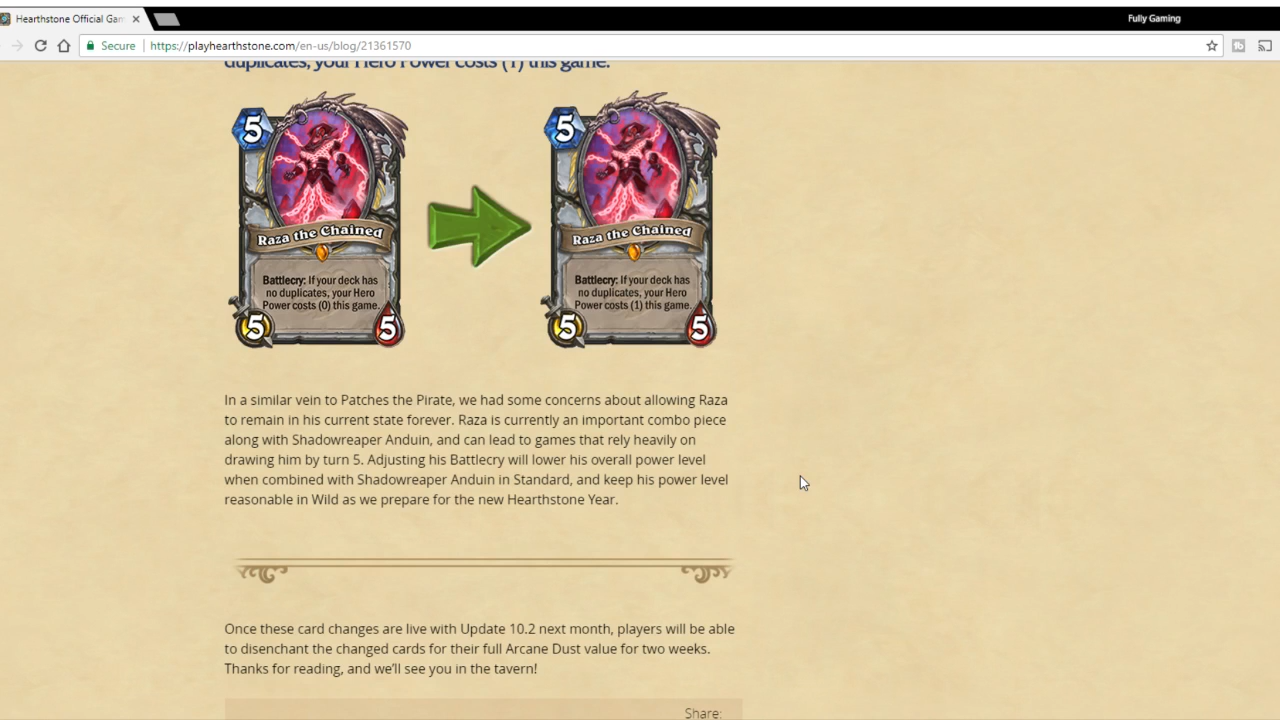 Hearthstone Official Gam
Fully Gaming
Secure
https://playhearthstone.com/en-us/blog/21361570
duplicates, your Hero Power costs (1) this game.
5
Raza the Chained
Battlecry: If your deck has
no duplicates, your Hero
Power costs (0) this game.
5
5
5
Raza the Chained
Battlecry: If your deck has
no duplicates, your Hero
Power costs (1) this game.
5
5
In a similar vein to Patches the Pirate, we had some concerns about allowing Raza
to remain in his current state forever. Raza is currently an important combo piece
along with Shadowreaper Anduin, and can lead to games that rely heavily on
drawing him by turn 5. Adjusting his Battlecry will lower his overall power level
when combined with Shadowreaper Anduin in Standard, and keep his power level
reasonable in Wild as we prepare for the new Hearthstone Year.
Once these card changes are live with Update 10.2 next month, players will be able
to disenchant the changed cards for their full Arcane Dust value for two weeks.
Thanks for reading, and we'll see you in the tavern!
Share: